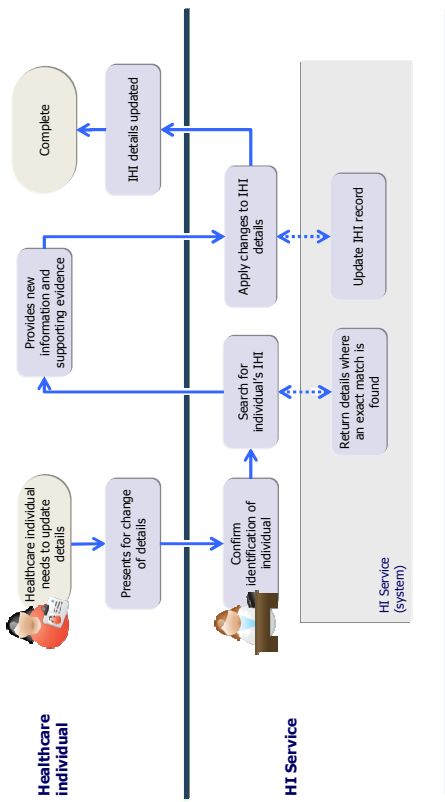 Healthcare
individual
Healthcare individual
needs to update
details
Presents for change
of details
Provides new
information and
supporting evidence
IHI details updated
Complete
HI Service
Confirm
identification of
individual
Search for
individual's IHI
Apply changes to IHI
details
HI Service
(system)
Return details where
an exact match is
found
Update IHI record